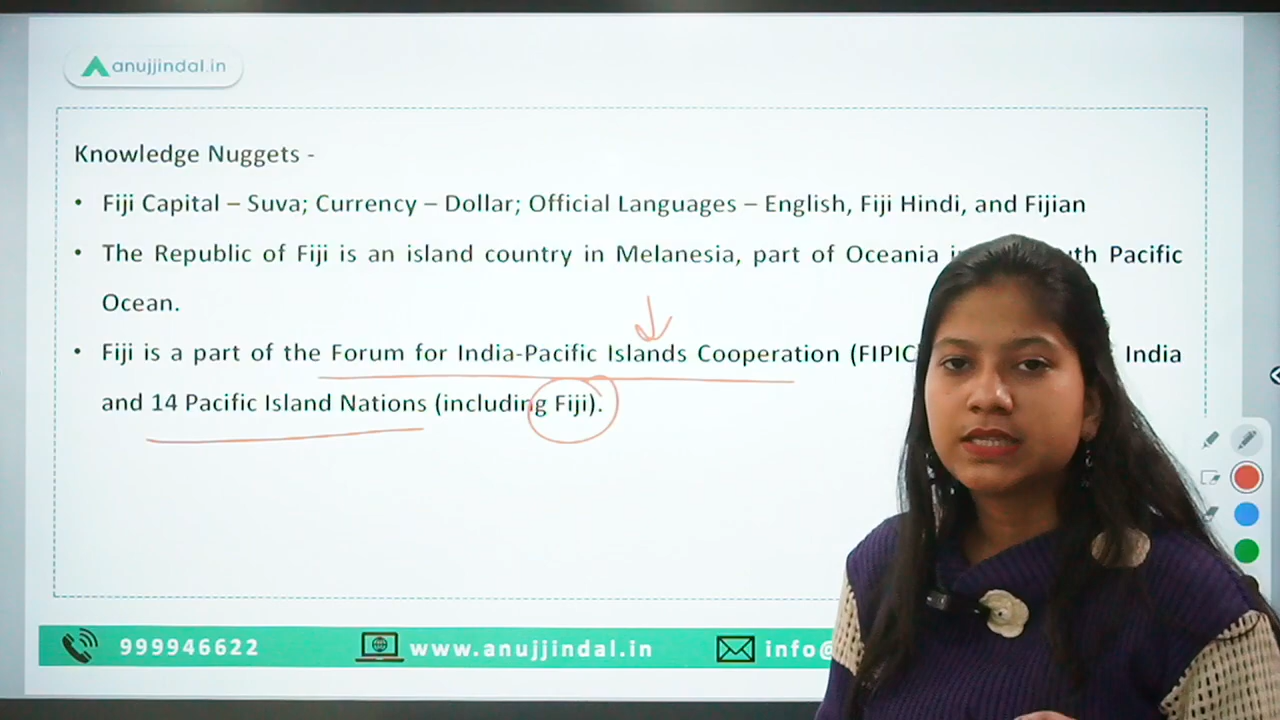 anujjindal.in
Knowledge Nuggets -
• Fiji Capital – Suva; Currency – Dollar; Official Languages – English, Fiji Hindi, and Fijian
• The Republic of Fiji is an island country in Melanesia, part of Oceania Pacific
Ocean.
• Fiji is a part of the Forum for India-Pacific Islands Cooperation (FIPIC India
and 14 Pacific Island Nations (including Fiji).
999946622 www.anujjindal.in info@